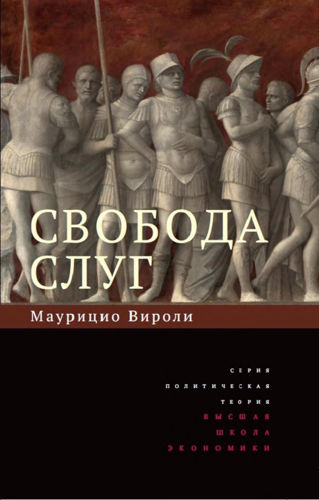 СВОБОДА
СЛУГ
Маурицио Вироли
СЕРИЯ
ПОЛИТИЧЕСКАЯ
ТЕОРИЯ
ВЫСШАЯ
ШКОЛА
ЭКОНОМИКИ